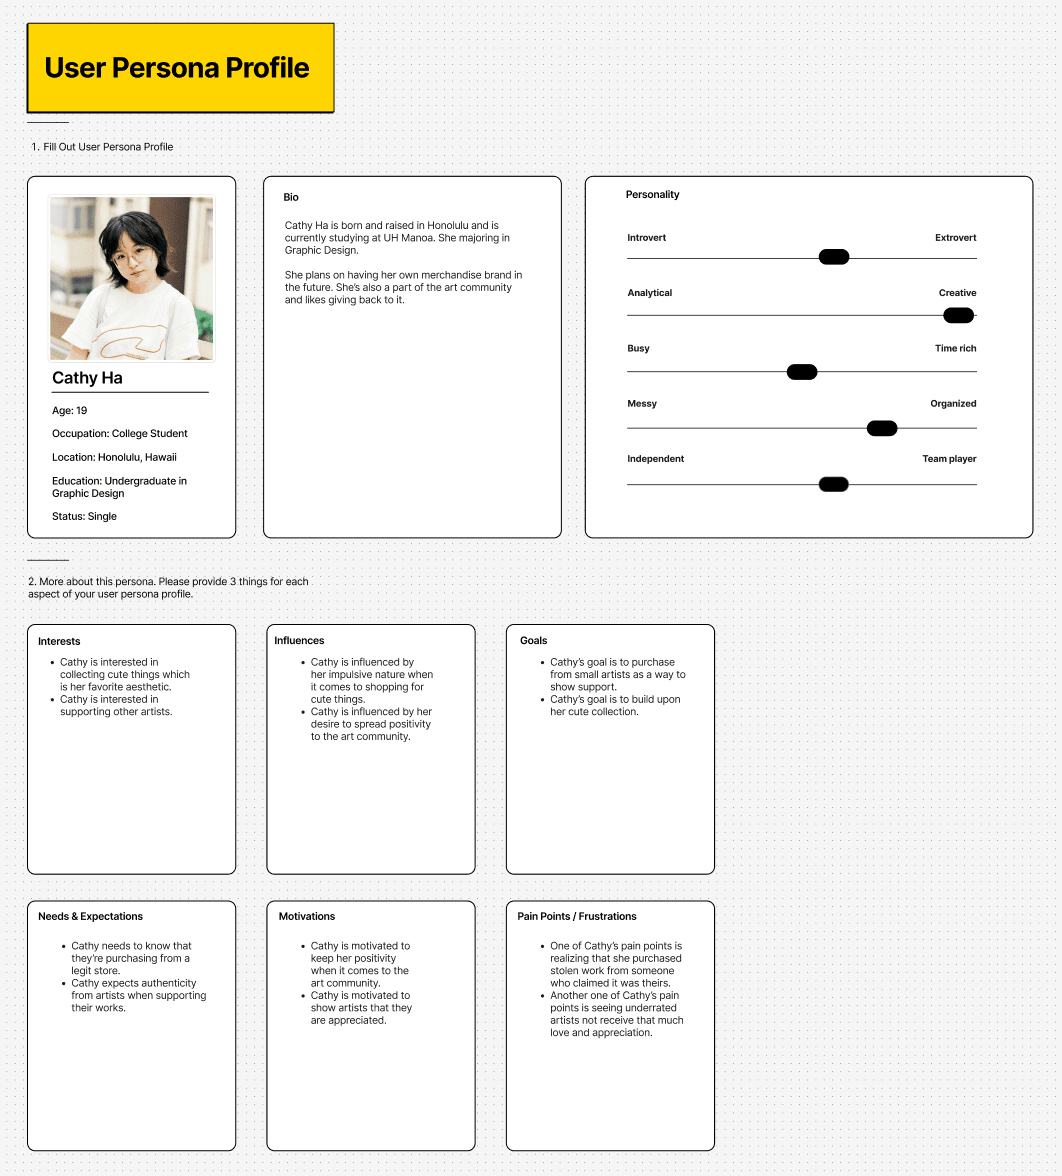 User Persona Profile
1. Fill Out User Persona Profile
Cathy Ha
Age: 19
Occupation: College Student
Location: Honolulu, Hawaii
Education: Undergraduate in
Graphic Design
Status: Single
Bio
Cathy Ha is born and raised in Honolulu and is
currently studying at UH Manoa. She majoring in
Graphic Design.
She plans on having her own merchandise brand in
the future. She's also a part of the art community
and likes giving back to it.
Personality
Introvert Extrovert
Analytical Creative
Busy Time rich
Messy Organized
Independent Team player
2. More about this persona. Please provide 3 things for each
aspect of your user persona profile.
Interests
• Cathy is interested in
collecting cute things which
is her favorite aesthetic.
• Cathy is interested in
supporting other artists.
Influences
• Cathy is influenced by
her impulsive nature when
it comes to shopping for
cute things.
• Cathy is influenced by her
desire to spread positivity
to the art community.
Goals
• Cathy's goal is to purchase
from small artists as a way to
show support.
• Cathy's goal is to build upon
her cute collection.
Needs & Expectations
• Cathy needs to know that
they're purchasing from a
legit store.
• Cathy expects authenticity
from artists when supporting
their works.
Motivations
• Cathy is motivated to
keep her positivity
when it comes to the
art community.
• Cathy is motivated to
show artists that they
are appreciated.
Pain Points / Frustrations
• One of Cathy's pain points is
realizing that she purchased
stolen work from someone
who claimed it was theirs.
• Another one of Cathy's pain
points is seeing underrated
artists not receive that much
love and appreciation.